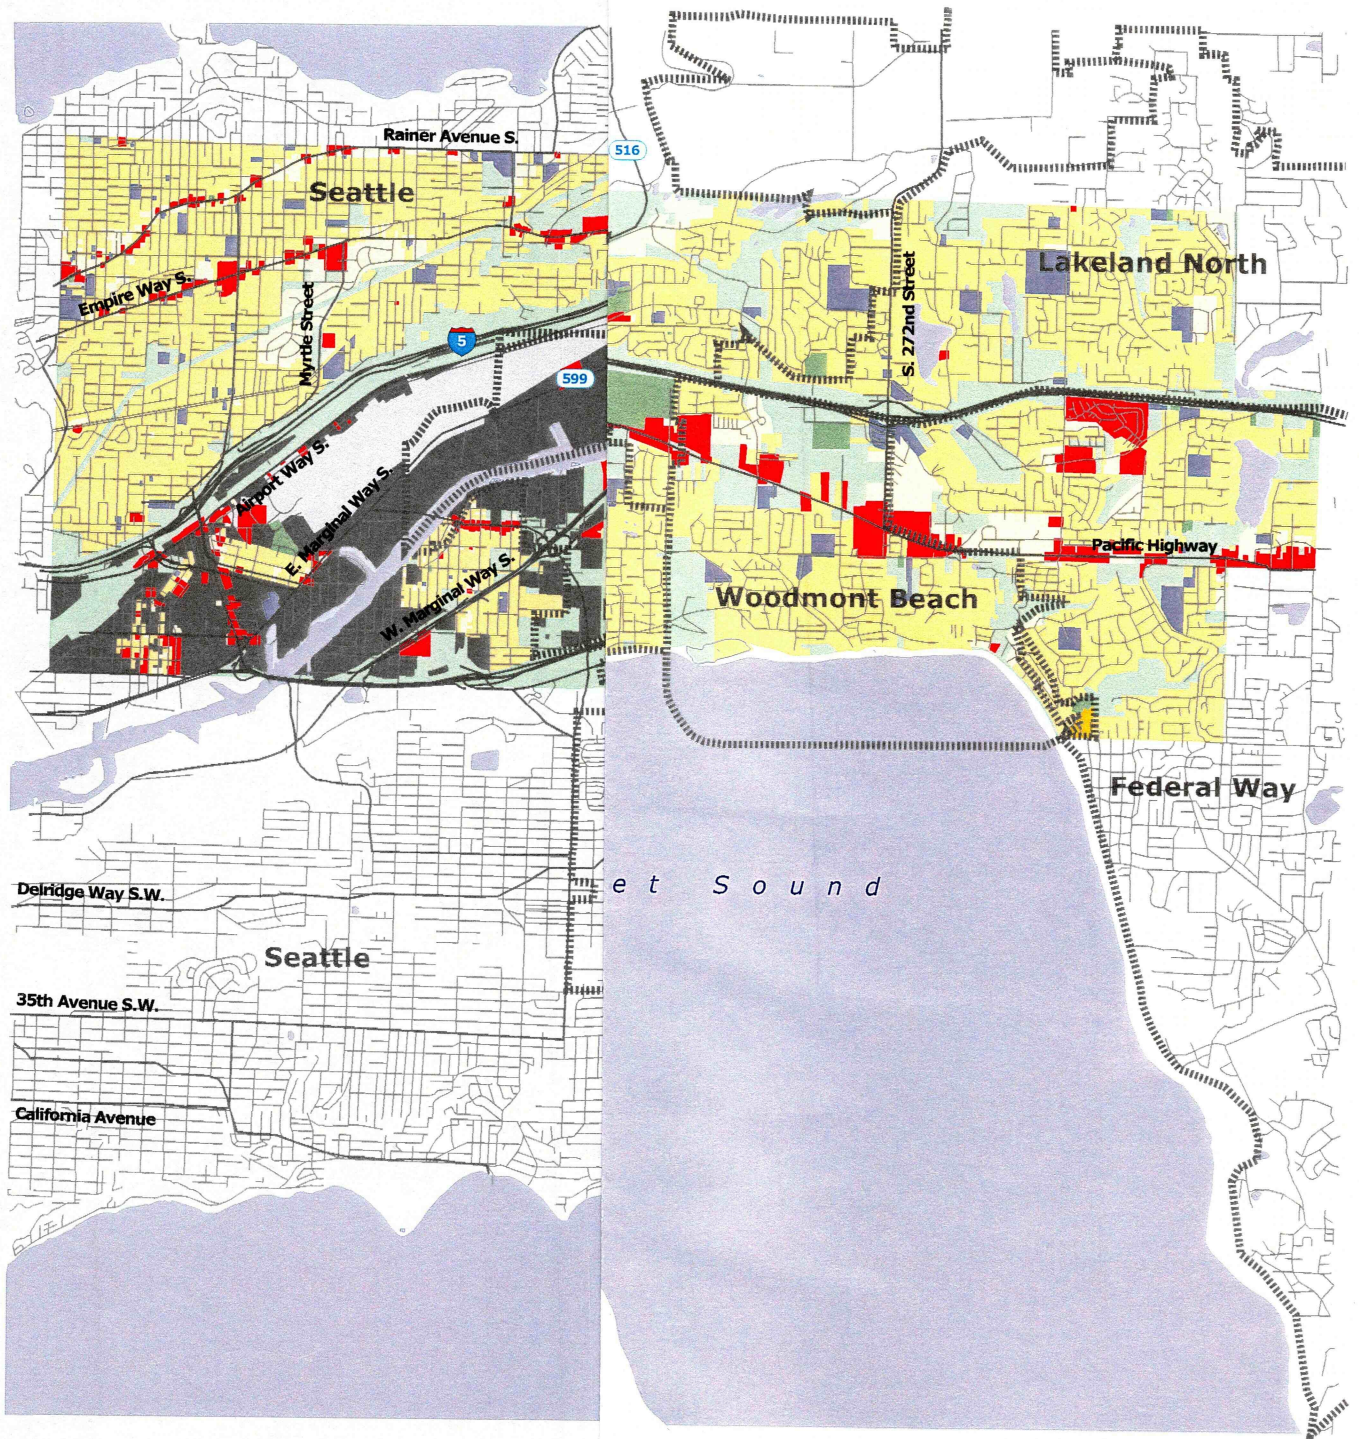 Rainer Avenue S.
516
Seattle
Lakeland North
Empire Way S.
Myrtle Street
S. 272nd Street
5
599
Airport Way S.
E. Marginal Way S.
Pacific Highway
W. Marginal Way S.
Woodmont Beach
Federal Way
Delridge Way S.W.
et Sound
Seattle
35th Avenue S.W.
California Avenue